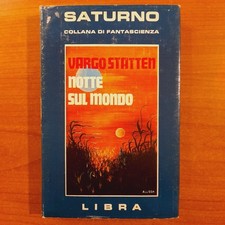 SATURNO
COLLANA DI FANTASCIENZA
VARGO STATTEN
NOTTE
SUL MONDO
LIBRA